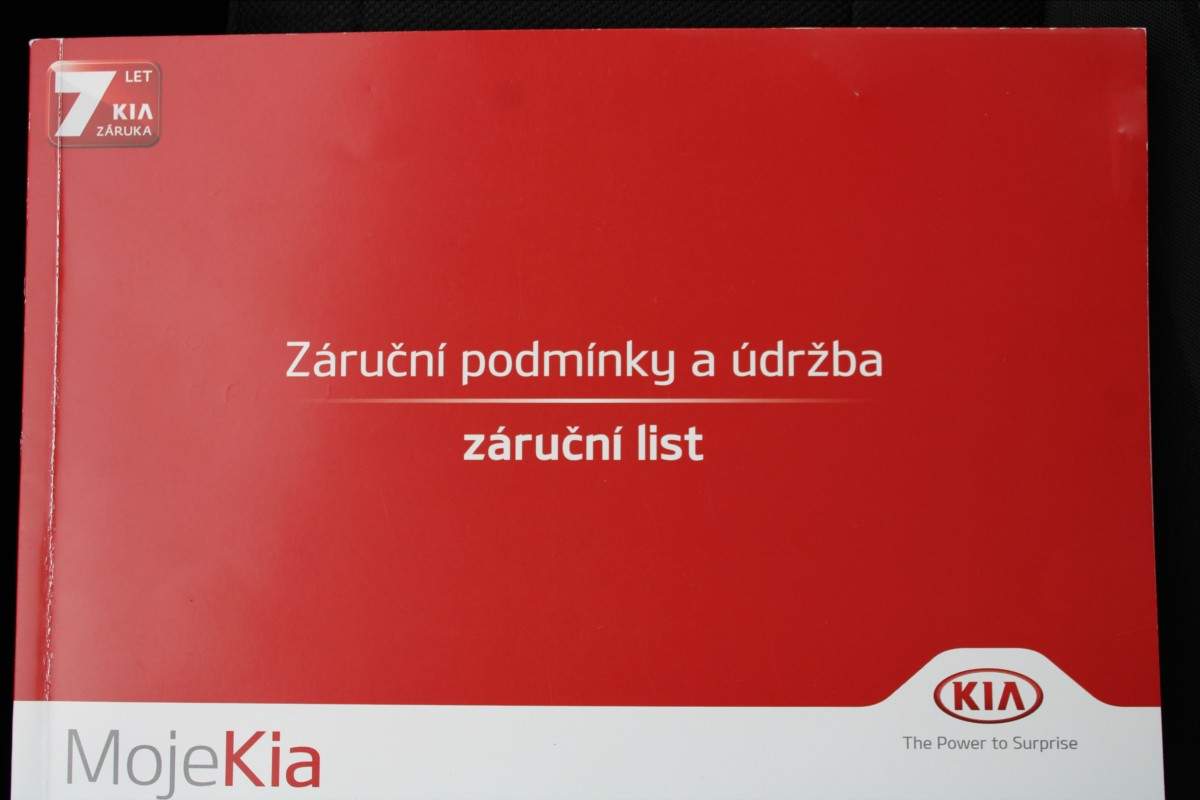 7 LET
KIA
ZÁRUKA
Záruční podmínky a údržba
záruční list
KIA
The Power to Surprise
MojeKia